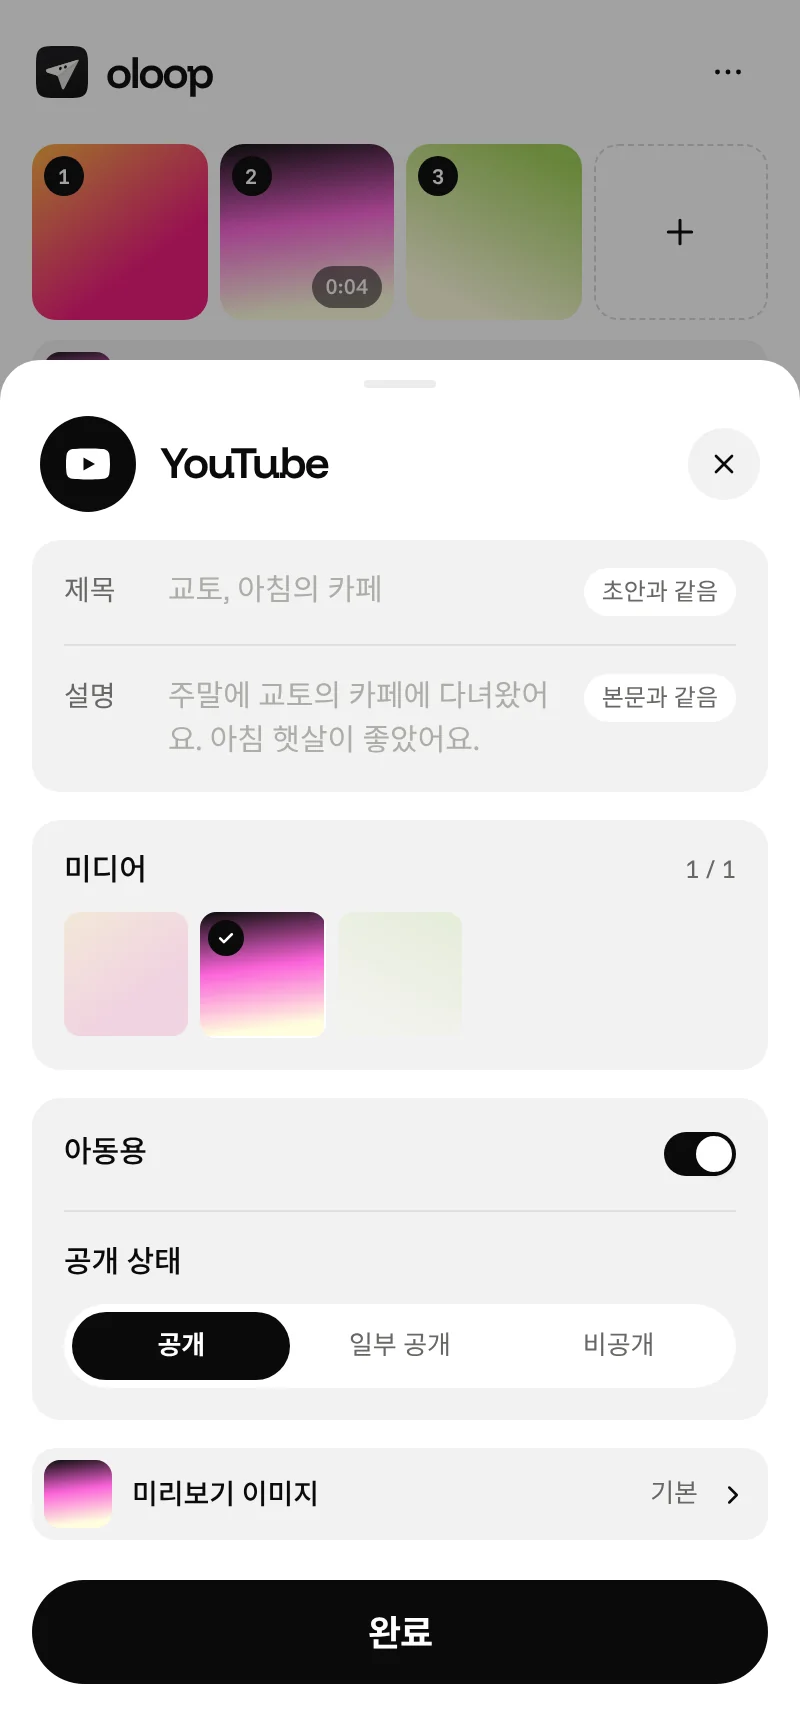 oloop
1
2
3
0:04
YouTube
제목
교토, 아침의 카페
초안과 같음
설명
주말에 교토의 카페에 다녀왔어
요. 아침 햇살이 좋았어요.
본문과 같음
미디어
1 / 1
아동용
공개 상태
공개
일부 공개
비공개
미리보기 이미지
기본
완료